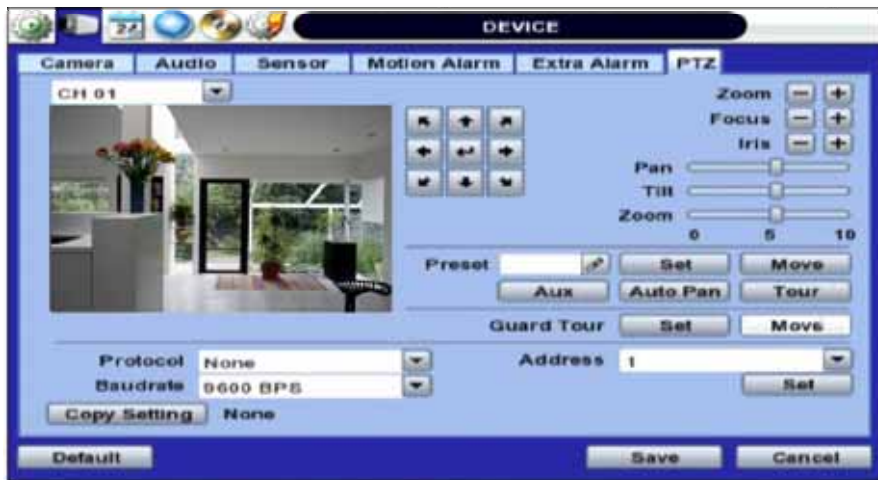 DEVICE
Camera Audio Sensor Motion Alarm Extra Alarm PTZ
CH 01
Zoom
Focus
Iris
Pan
Tilt
Zoom
0 5 10
Preset Set Move
Aux Auto Pan Tour
Guard Tour Set Move
Protocol None Address 1
Baudrate 9600 BPS Set
Copy Setting None
Default Save Cancel